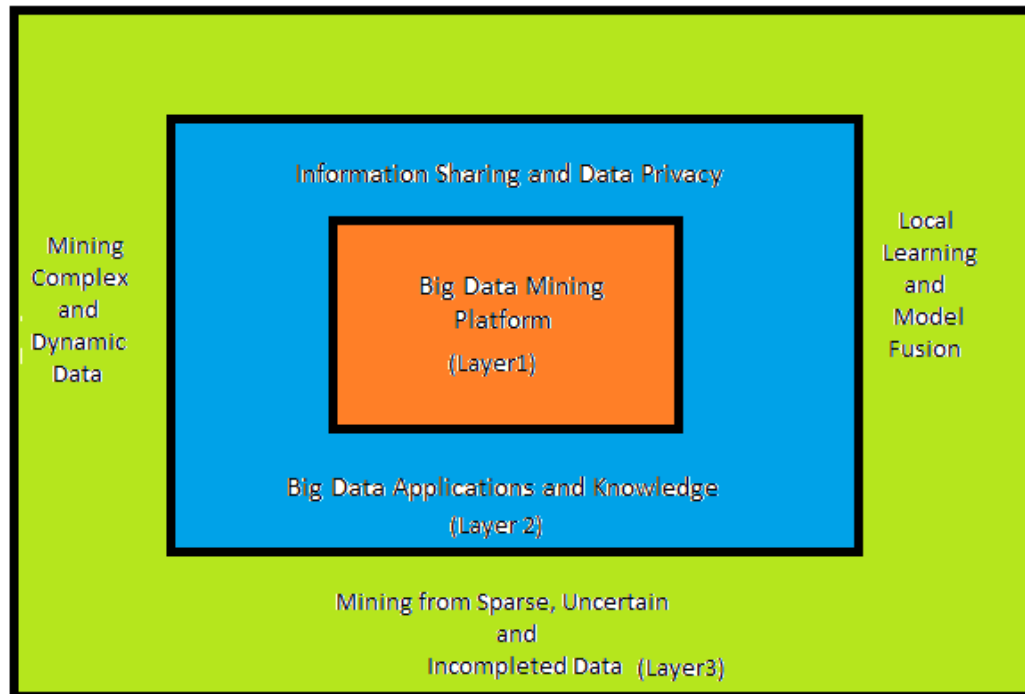 Information Sharing and Data Privacy
Mining
Complex
and
Dynamic
Data
Big Data Mining
Platform
(Layer1)
Local
Learning
and
Model
Fusion
Big Data Applications and Knowledge
(Layer 2)
Mining from Sparse, Uncertain
and
Incompleted Data (Layer3)